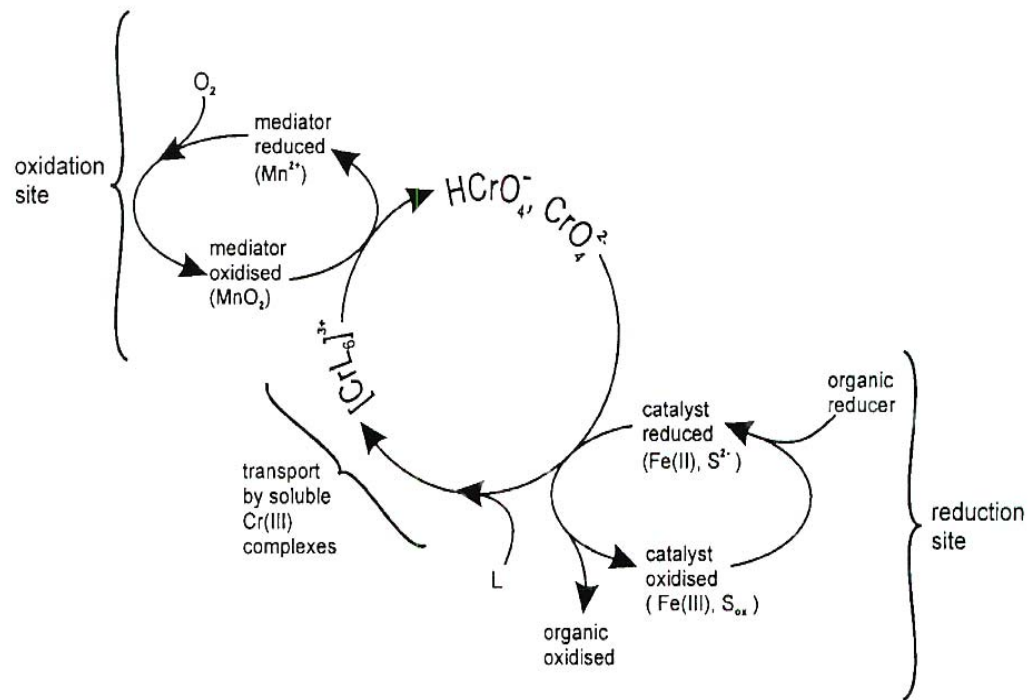 O₂
mediator
reduced
(Mn²⁺)
oxidation
site
mediator
oxidised
(MnO₂)
HCrO₄⁻, CrO₄²⁻
[CrL₆]³⁺
transport
by soluble
Cr(III)
complexes
L
organic
reducer
catalyst
reduced
(Fe(II), S²⁻)
reduction
site
catalyst
oxidised
( Fe(III), Sₒₓ )
organic
oxidised